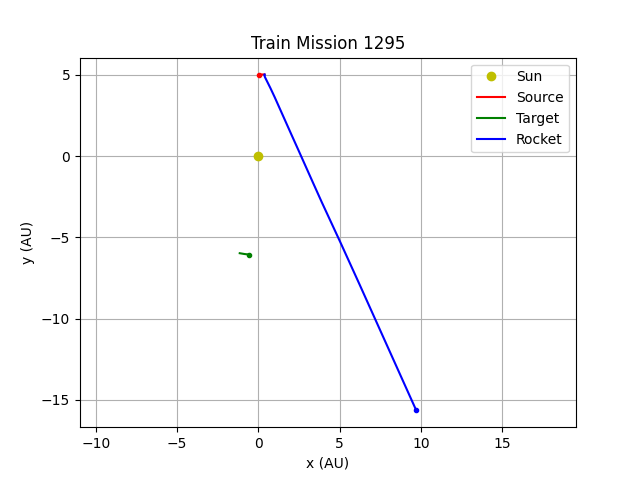 Train Mission 1295
Sun
Source
Target
Rocket
y (AU)
5
0
−5
−10
−15
−10
−5
0
5
10
15
x (AU)